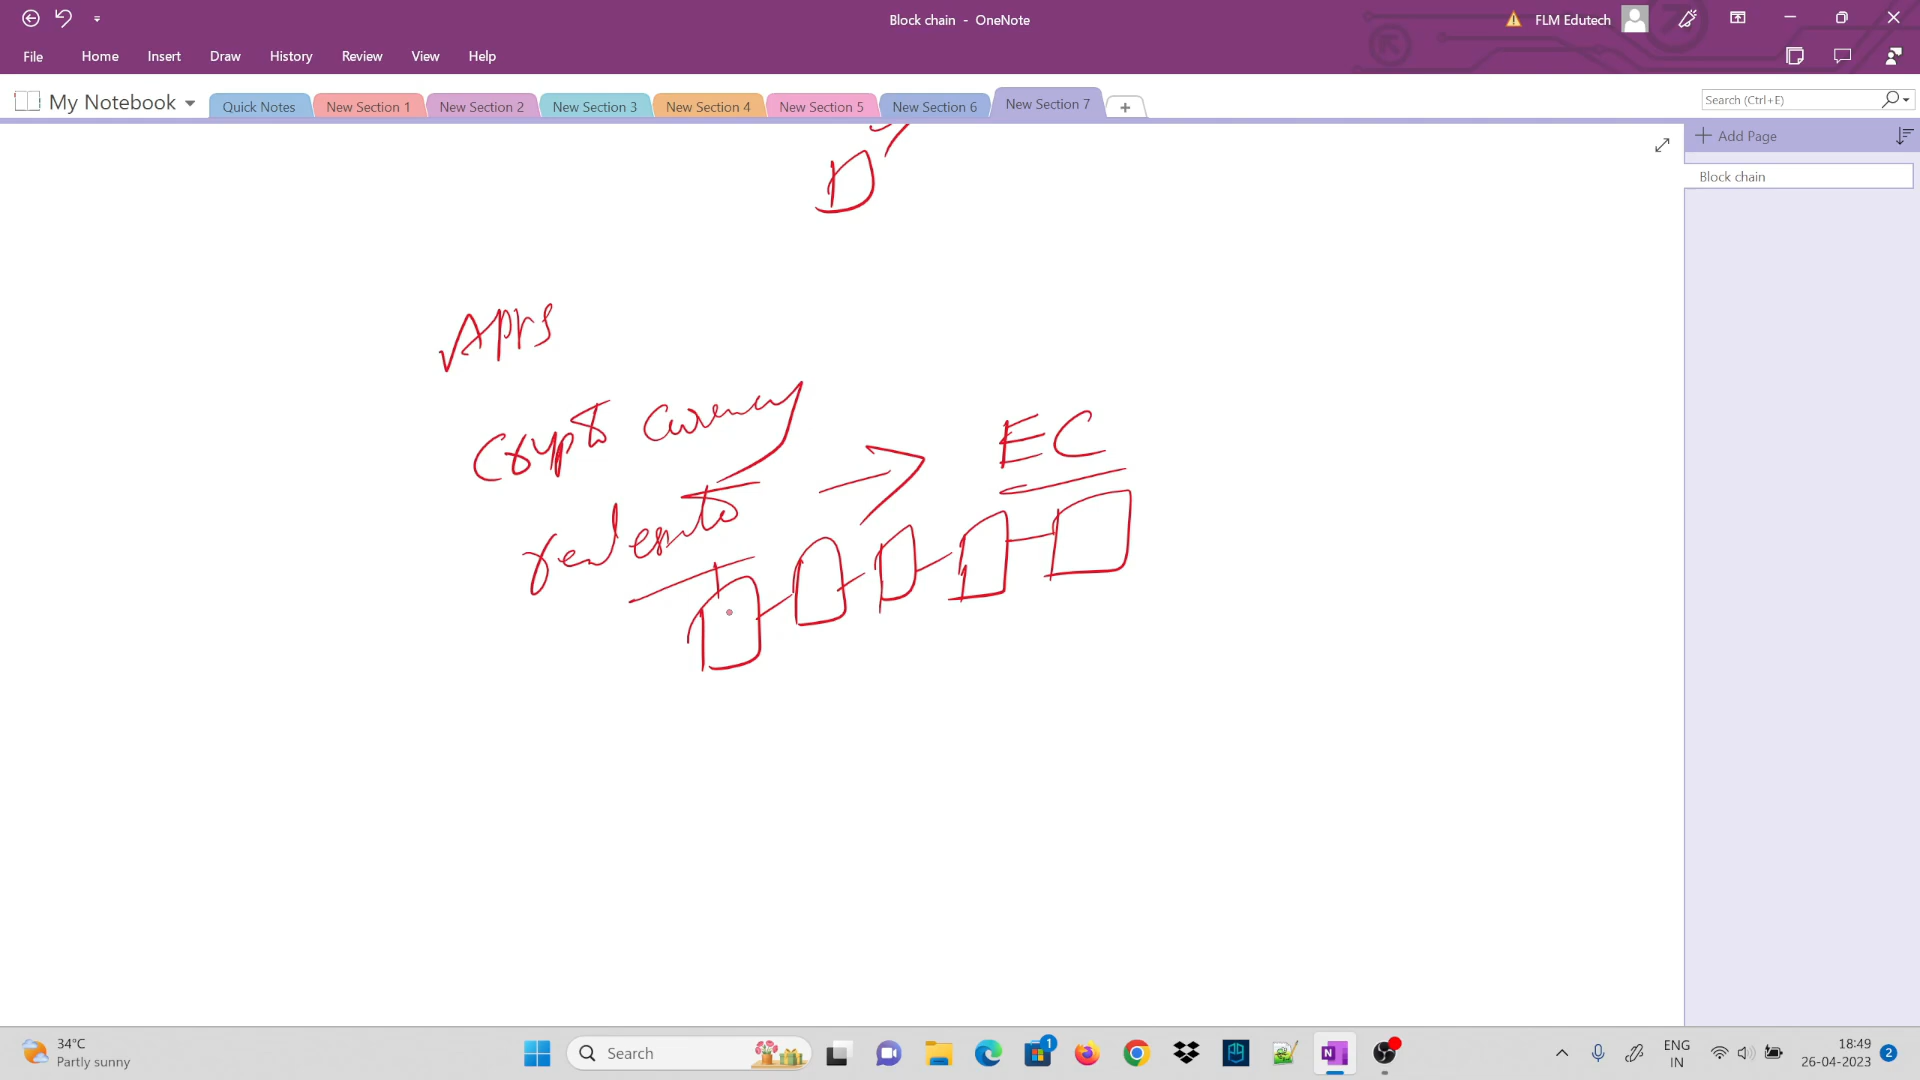 Block chain - OneNote
FLM Edutech
File Home Insert Draw History Review View Help
My Notebook
Quick Notes New Section 1 New Section 2 New Section 3 New Section 4 New Section 5 New Section 6 New Section 7
Search (Ctrl+E)
Add Page
Block chain
D
Apps
Crypto Currency
EC
34°C
Partly sunny
Search
1
ENG
IN
18:49
26-04-2023
2